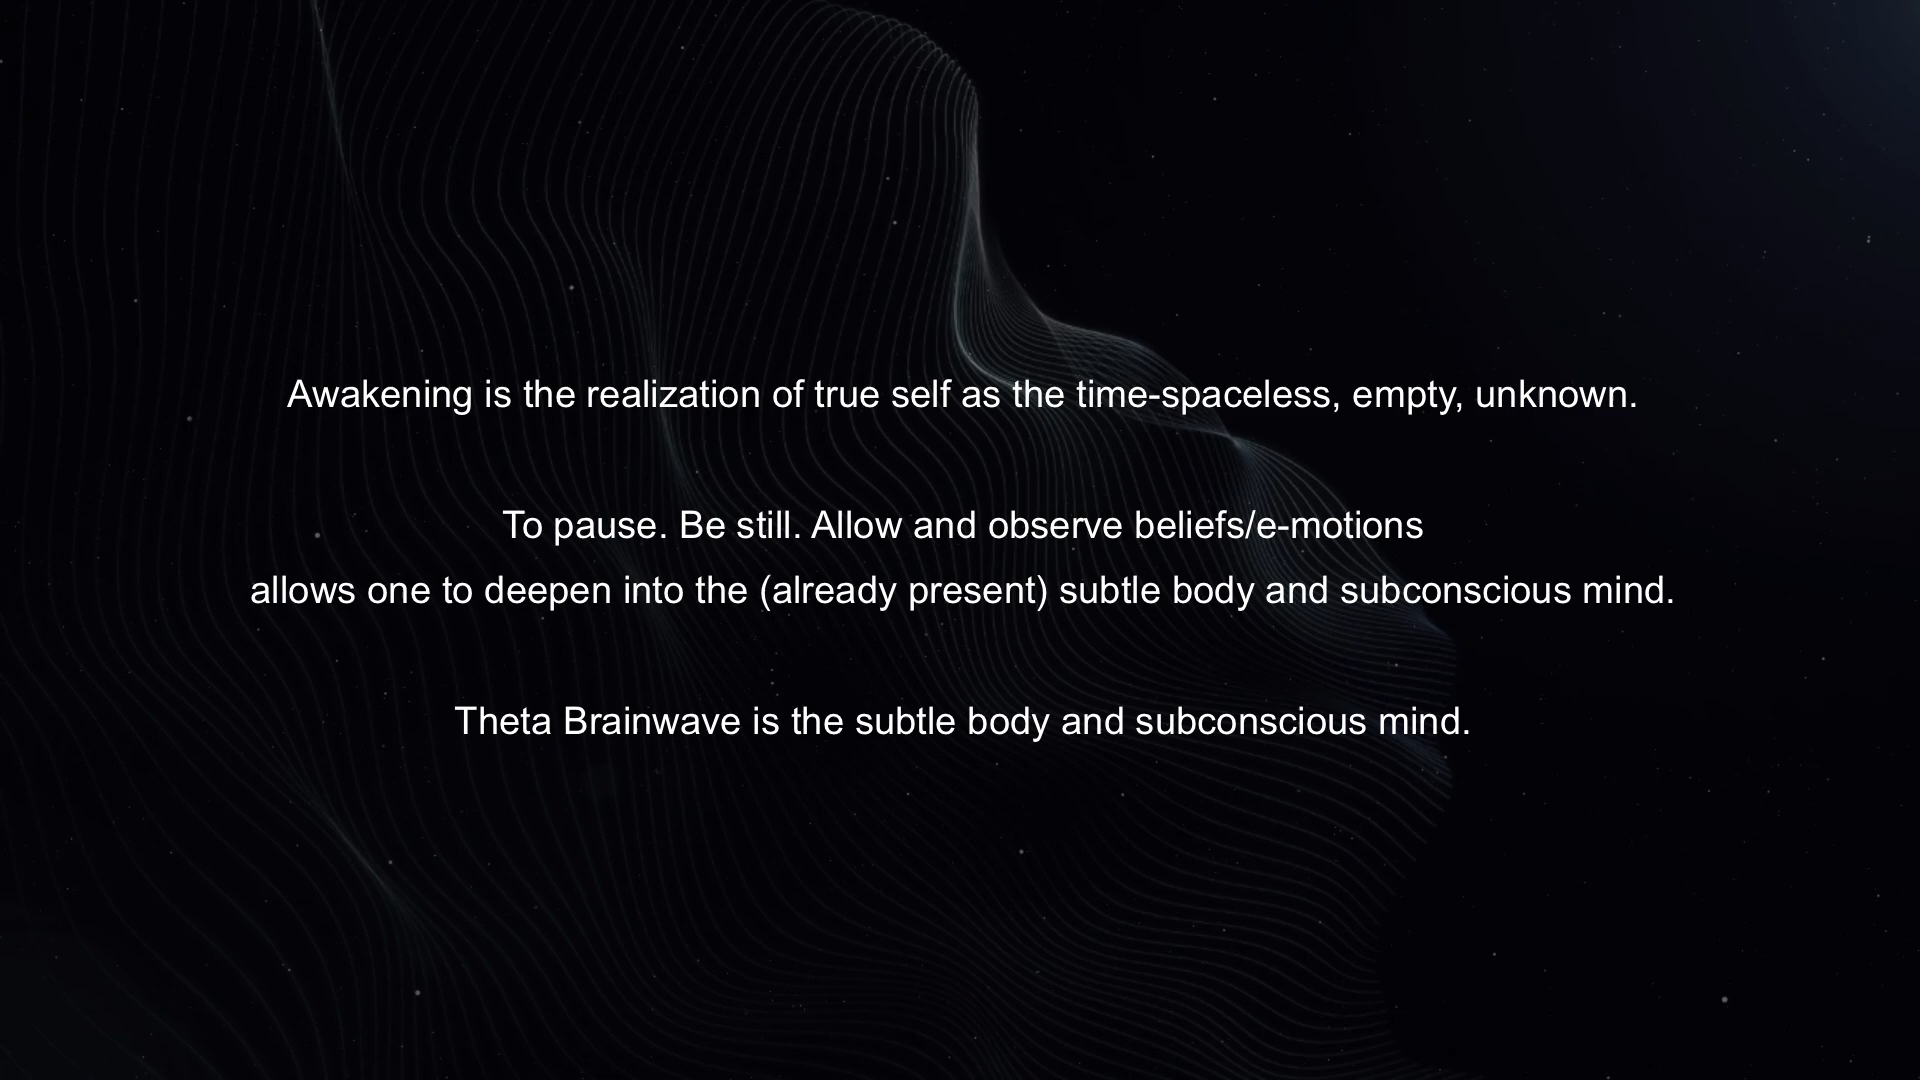 Awakening is the realization of true self as the time-spaceless, empty, unknown.
To pause. Be still. Allow and observe beliefs/e-motions
allows one to deepen into the (already present) subtle body and subconscious mind.
Theta Brainwave is the subtle body and subconscious mind.